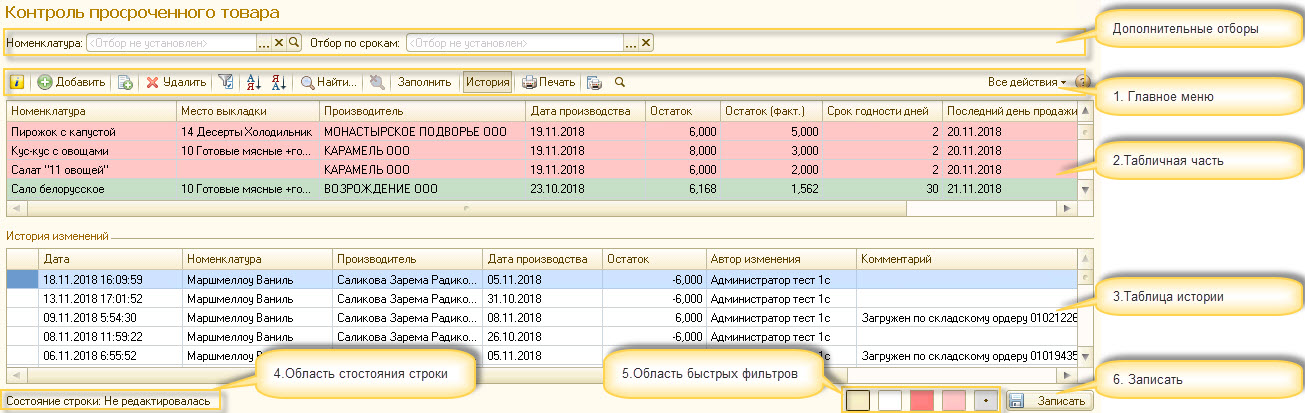 Контроль просроченного товара
Номенклатура: <Отбор не установлен> ... Отбор по срокам: <Отбор не установлен> ...
Дополнительные отборы
Добавить Удалить Найти... Заполнить История Печать Все действия
1. Главное меню
Номенклатура Место выкладки Производитель Дата производства Остаток Остаток (факт.) Срок годности дней Последний день продажи
Пирожок с капустой 14 Десерты Холодильник МОНАСТЫРСКОЕ ПОДВОРЬЕ ООО 19.11.2018 6,000 5,000 2 20.11.2018
Кус-кус с овощами 10 Готовые мясные +го... КАРАМЕЛЬ ООО 19.11.2018 8,000 3,000 2 20.11.2018
Салат "11 овощей" КАРАМЕЛЬ ООО 19.11.2018 6,000 2,000 2 20.11.2018
Сало белорусское 10 Готовые мясные +го... ВОЗРОЖДЕНИЕ ООО 23.10.2018 6,168 1,562 30 21.11.2018
2.Табличная часть
История изменений
Дата Номенклатура Производитель Дата производства Остаток Автор изменения Комментарий
18.11.2018 16:09:59 Маршмеллоу Ваниль Саликова Зарема Радико... 05.11.2018 -6,000 Администратор тест 1с
13.11.2018 17:01:52 Маршмеллоу Ваниль Саликова Зарема Радико... 31.10.2018 -6,000 Администратор тест 1с
09.11.2018 5:54:30 Маршмеллоу Ваниль Саликова Зарема Радико... 08.11.2018 6,000 Администратор тест 1с Загружен по складскому ордеру 01021226
08.11.2018 11:59:22 Маршмеллоу Ваниль Саликова Зарема Радико... 26.10.2018 -6,000 Администратор тест 1с
06.11.2018 6:55:52 Маршмеллоу 05.11.2018 тест 1с Загружен по складскому ордеру 01019435
3.Таблица истории
4.Область стостояния строки
5.Область быстрых фильтров
6. Записать
Состояние строки: Не редактировалась
Записать